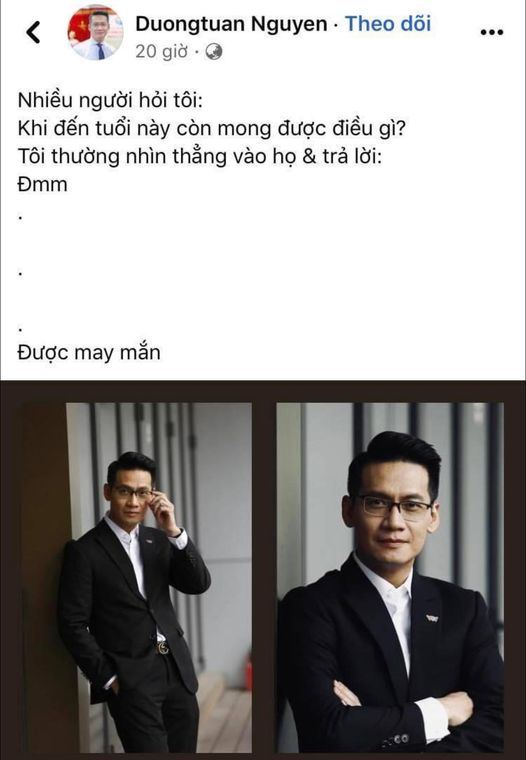 Duongtuan Nguyen · Theo dõi
20 giờ ·
Nhiều người hỏi tôi:
Khi đến tuổi này còn mong được điều gì?
Tôi thường nhìn thẳng vào họ & trả lời:
Đmm
.
.
.
Được may mắn